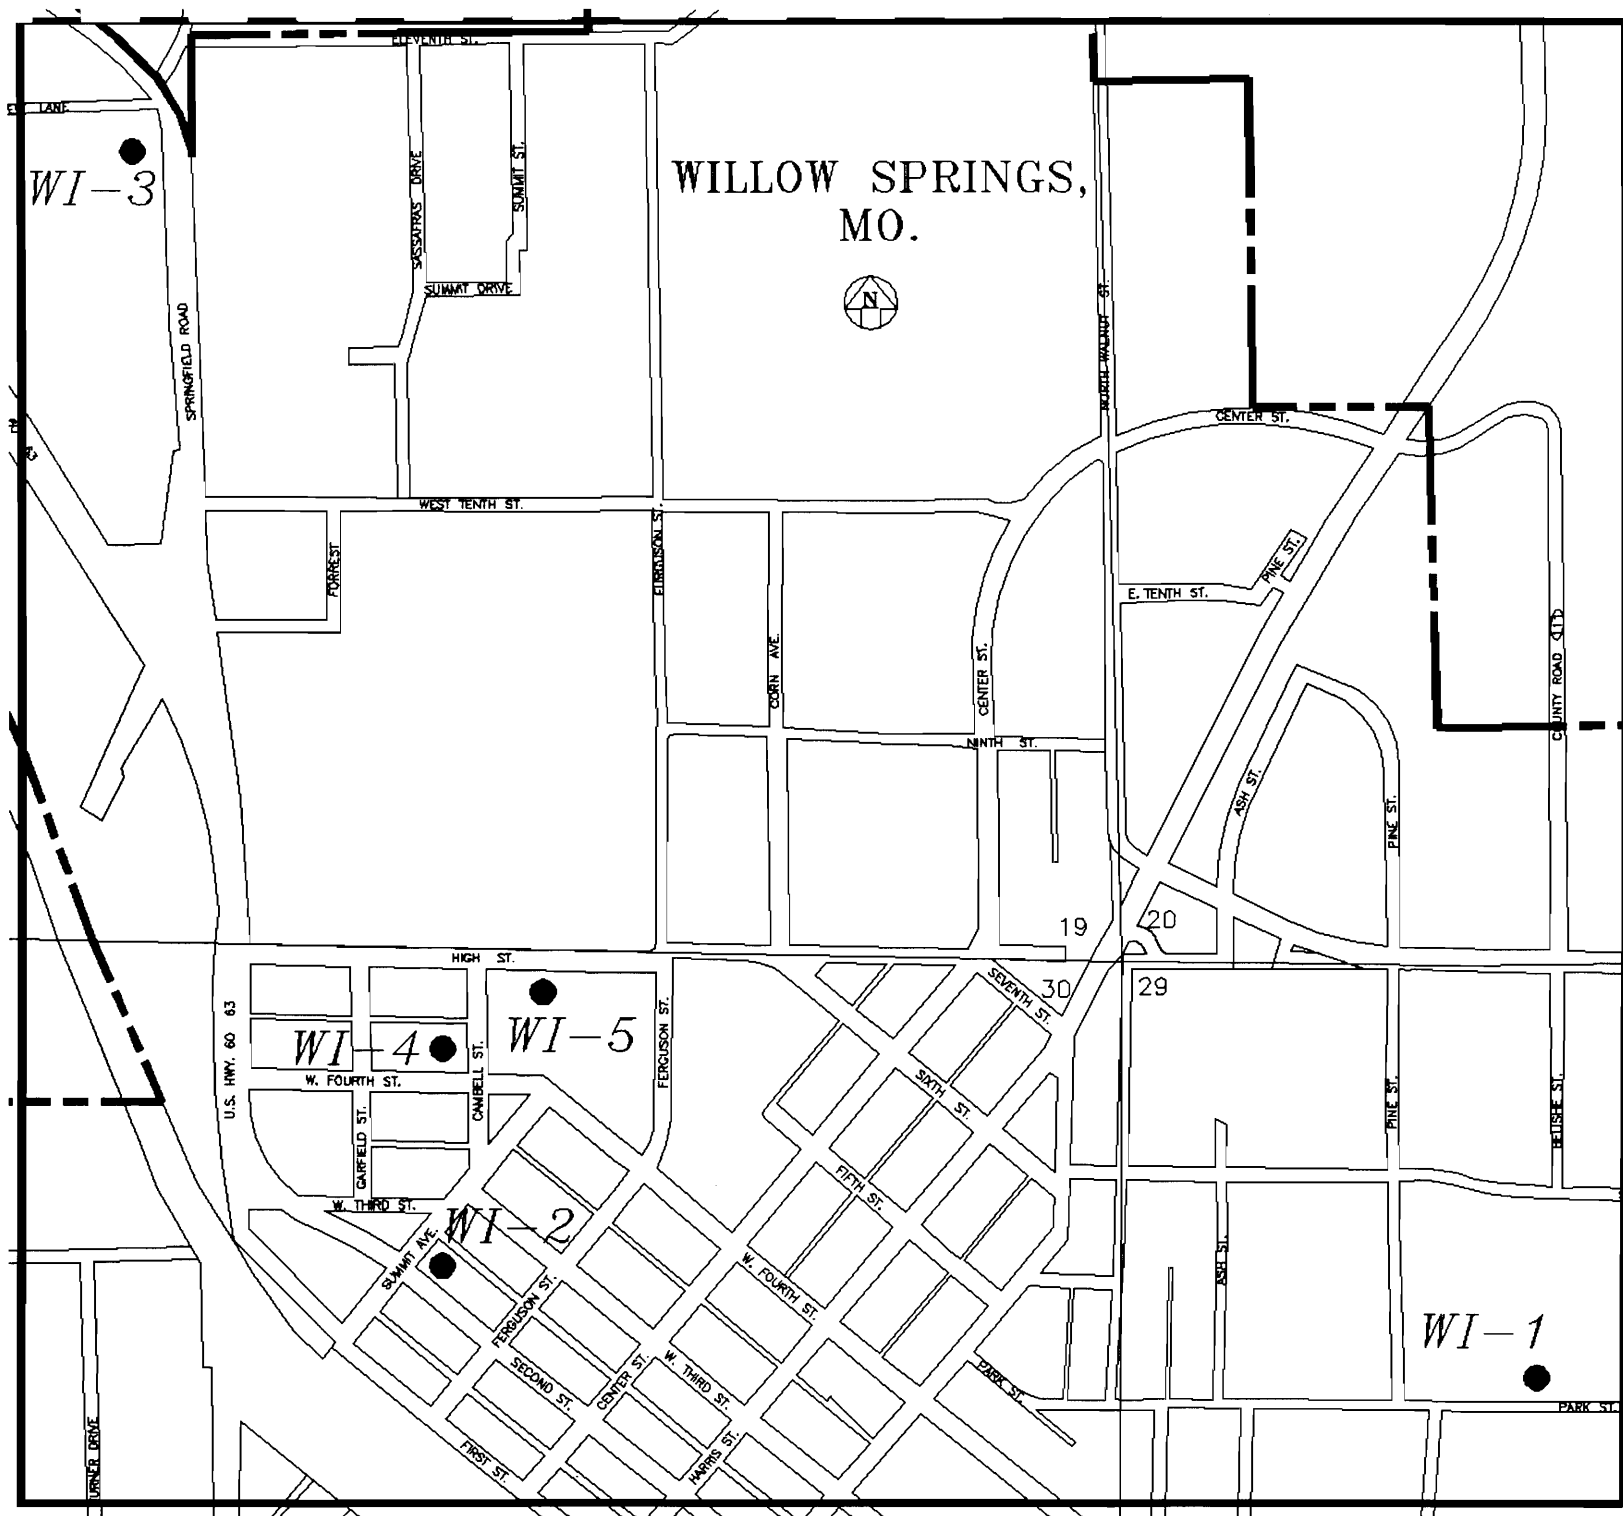 ELEVENTH ST.
LANE
WI-3
SASSAFRAS DRIVE
SUMMIT ST.
WILLOW SPRINGS,
MO.
N
SUMMIT DRIVE
SPRINGFIELD ROAD
NORTH WALNUT ST.
CENTER ST.
WEST TENTH ST.
FORREST
FURGUSON ST.
PINE ST.
E. TENTH ST.
CORN AVE.
CENTER ST.
COUNTY ROAD
NINTH ST.
ASH ST.
PINE ST.
19
20
HIGH ST.
SEVENTH ST.
30
29
U.S. HWY. 60 63
WI-5
FERGUSON ST.
WI-4
W. FOURTH ST.
CAMBELL ST.
SIXTH ST.
PINE ST.
GARFIELD ST.
FIFTH ST.
W. THIRD ST.
WI-2
SUMMIT AVE.
ASH ST.
W. FOURTH ST.
FERGUSON ST.
WI-1
SECOND ST.
CENTER ST.
W. THIRD ST.
PARK ST.
PARK ST.
FIRST ST.
HARRIS ST.
URNER DRIVE